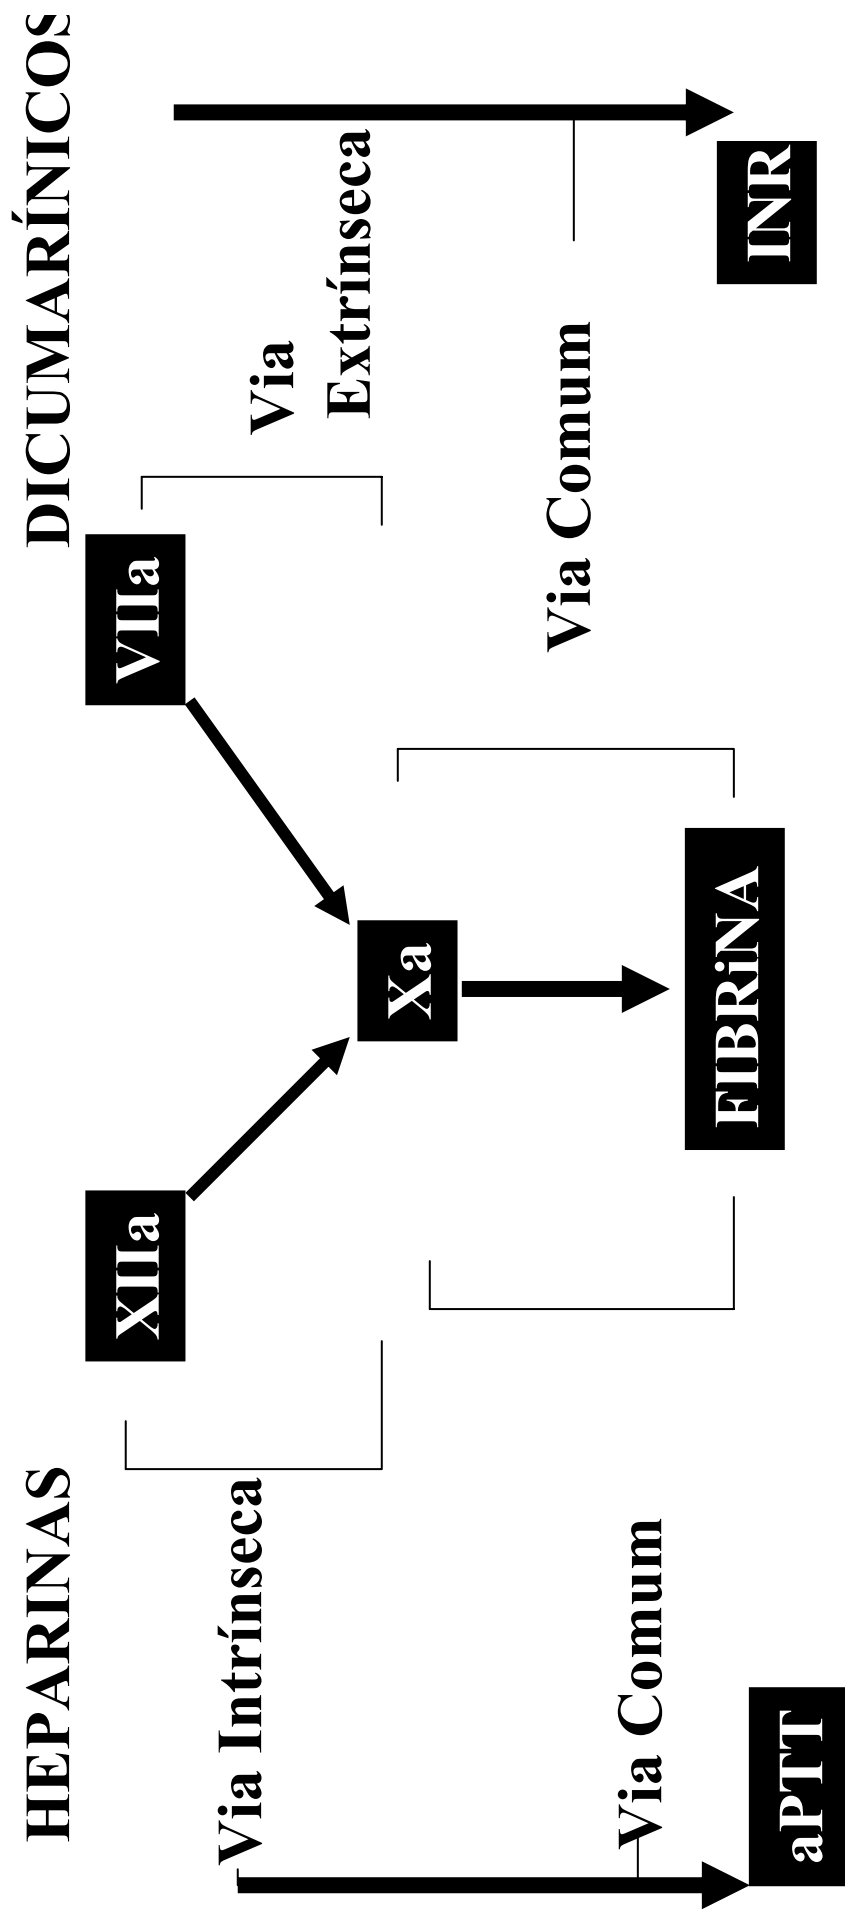 HEPARINAS
DICUMARÍNICOS
XIIa
VIIa
Via Intrínseca
Via
Extrínseca
Xa
Via Comum
Via Comum
FIBRiNA
aPTT
INR